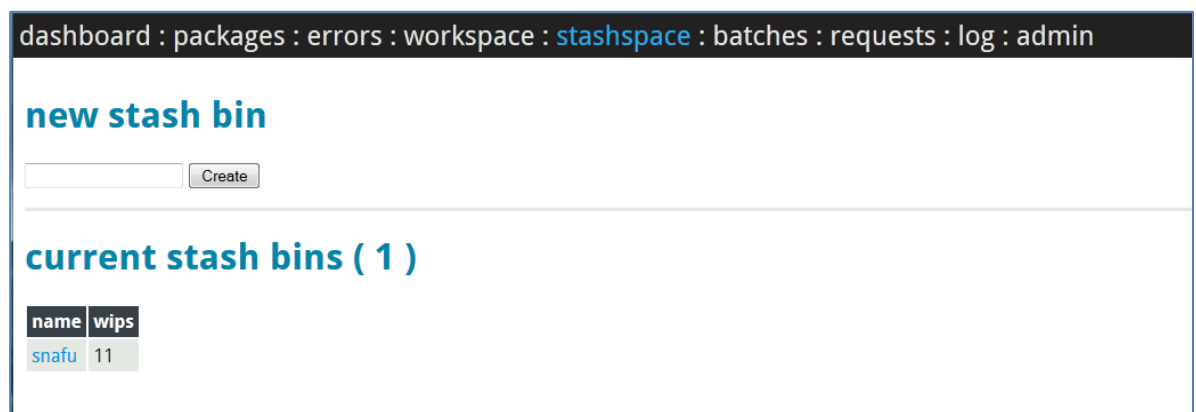 dashboard : packages : errors : workspace : stashspace : batches : requests : log : admin
new stash bin
Create
current stash bins ( 1 )
name wips
snafu 11